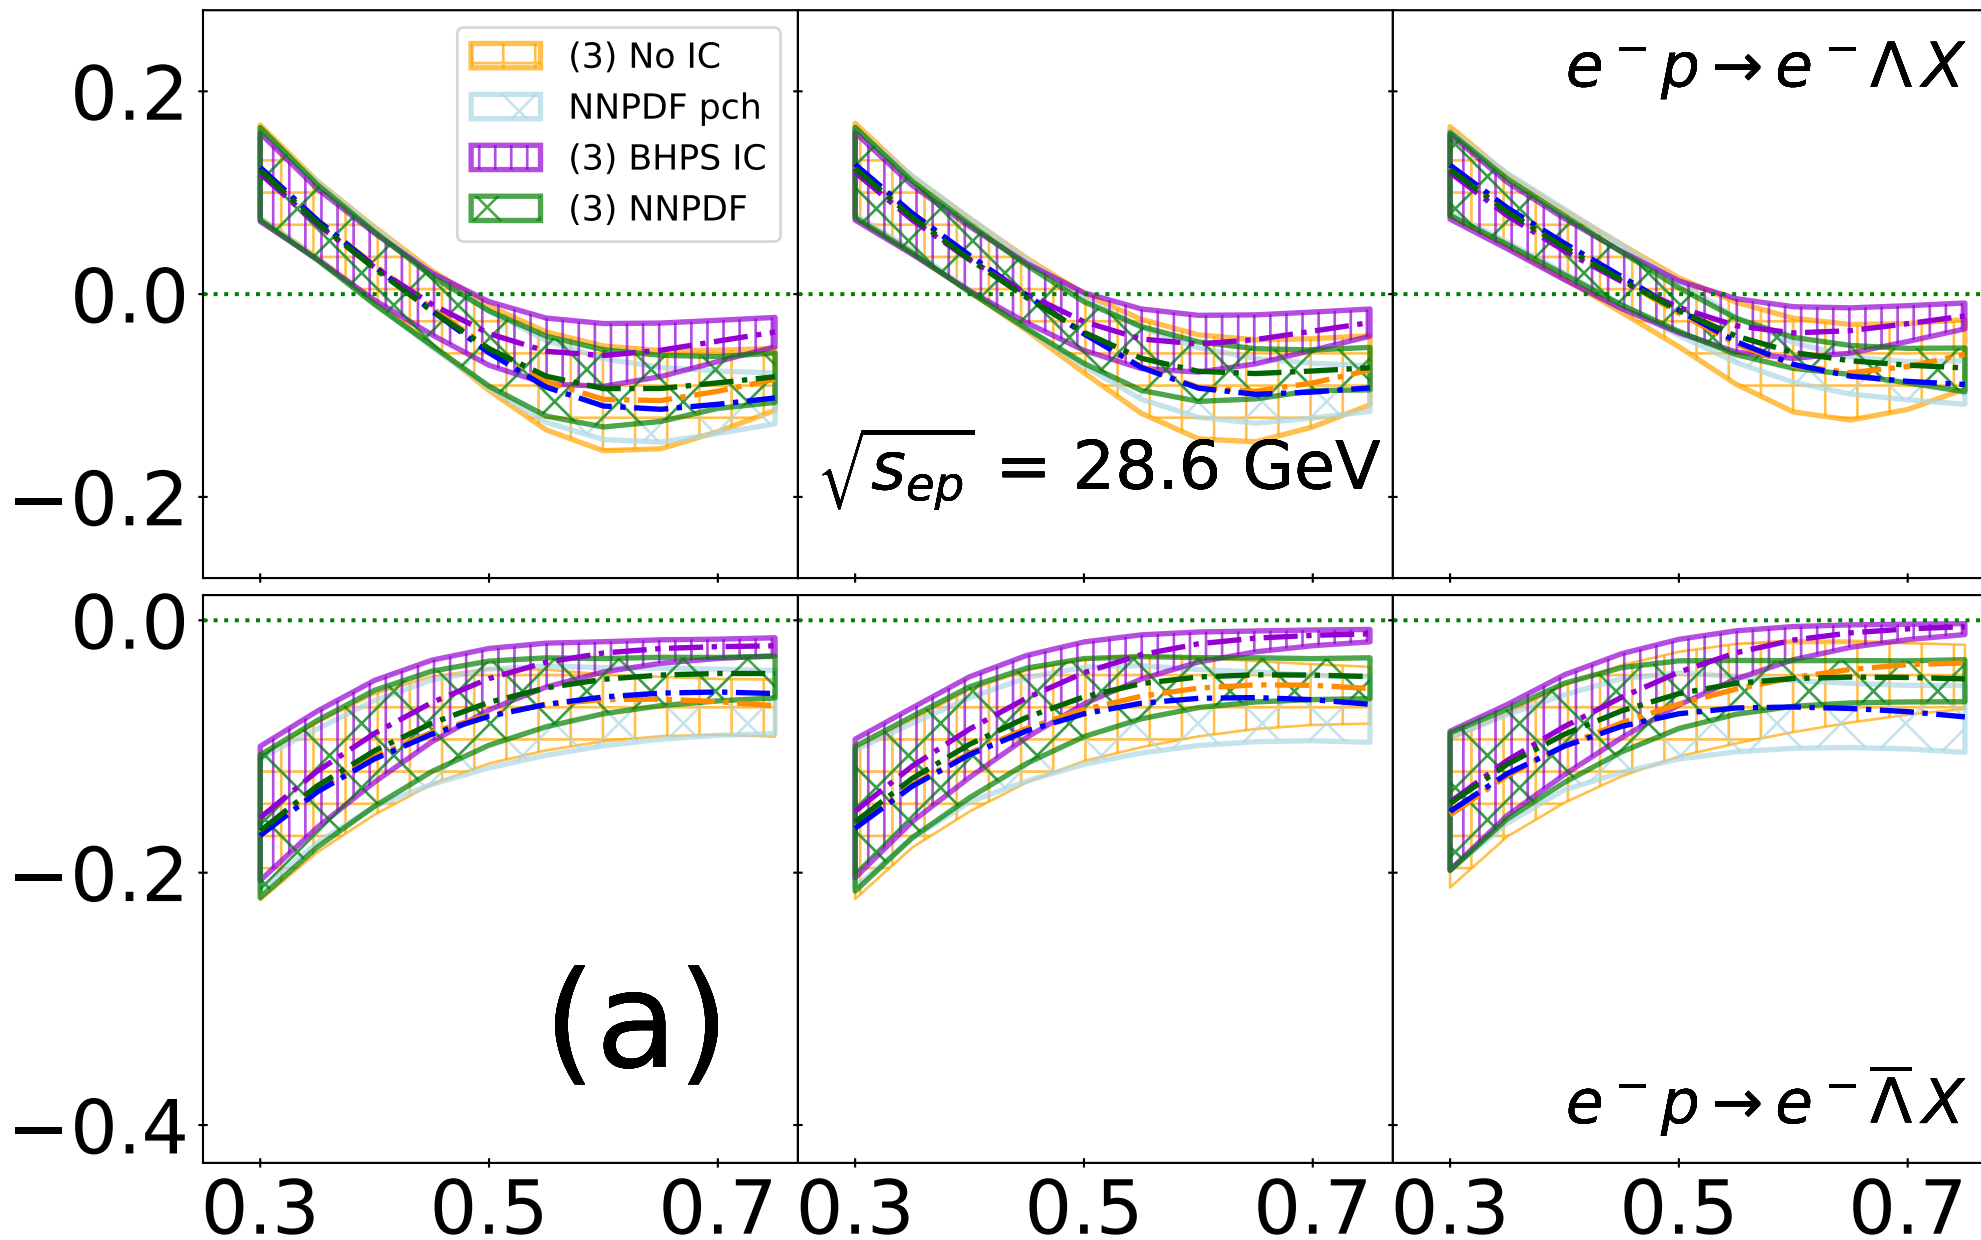 (3) No IC
NNPDF pch
(3) BHPS IC
(3) NNPDF
e⁻p→e⁻ΛX
0.2
0.0
−0.2
√s_ep = 28.6 GeV
0.0
−0.2
−0.4
(a)
e⁻p→e⁻Λ̅X
0.3 0.5 0.7 0.3 0.5 0.7 0.3 0.5 0.7